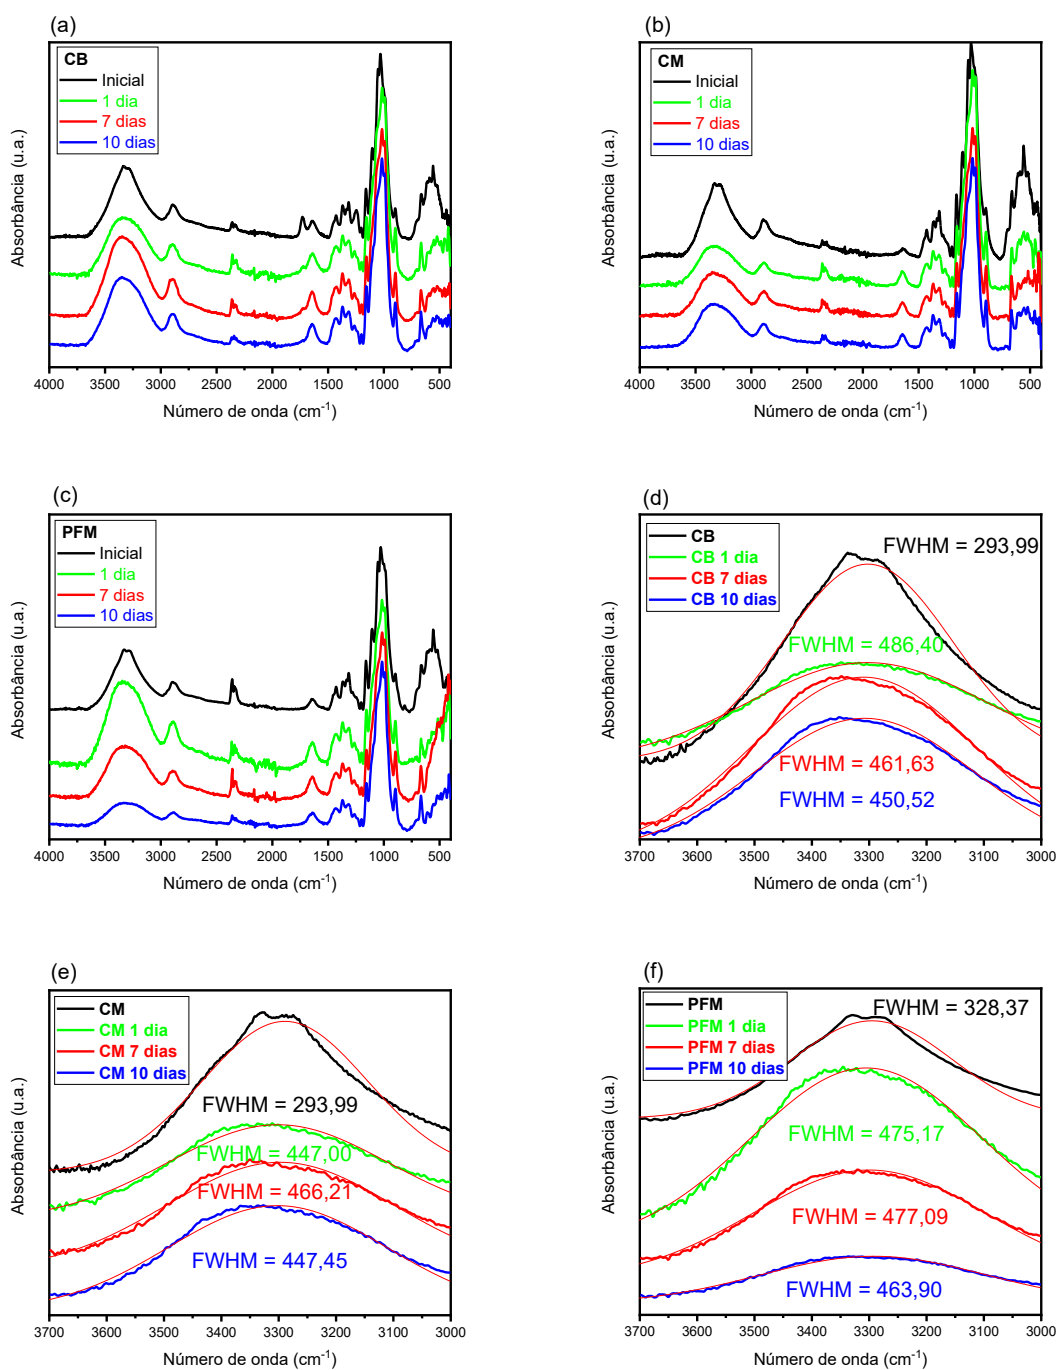 (a)
CB
Inicial
1 dia
7 dias
10 dias
Absorbância (u.a.)
4000 3500 3000 2500 2000 1500 1000 500
Número de onda (cm-1)
(b)
CM
Inicial
1 dia
7 dias
10 dias
Absorbância (u.a.)
4000 3500 3000 2500 2000 1500 1000 500
Número de onda (cm-1)
(c)
PFM
Inicial
1 dia
7 dias
10 dias
Absorbância (u.a.)
4000 3500 3000 2500 2000 1500 1000 500
Número de onda (cm-1)
(d)
CB
CB 1 dia
CB 7 dias
CB 10 dias
FWHM = 293,99
FWHM = 486,40
FWHM = 461,63
FWHM = 450,52
Absorbância (u.a.)
3700 3600 3500 3400 3300 3200 3100 3000
Número de onda (cm-1)
(e)
CM
CM 1 dia
CM 7 dias
CM 10 dias
FWHM = 293,99
FWHM = 447,00
FWHM = 466,21
FWHM = 447,45
Absorbância (u.a.)
3700 3600 3500 3400 3300 3200 3100 3000
Número de onda (cm-1)
(f)
PFM
PFM 1 dia
PFM 7 dias
PFM 10 dias
FWHM = 328,37
FWHM = 475,17
FWHM = 477,09
FWHM = 463,90
Absorbância (u.a.)
3700 3600 3500 3400 3300 3200 3100 3000
Número de onda (cm-1)